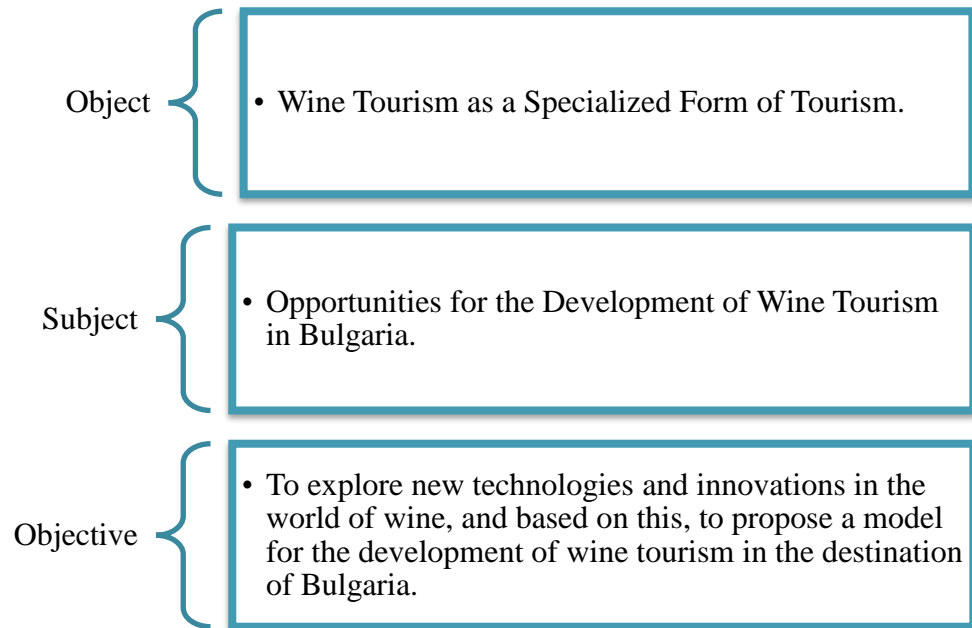 Object
• Wine Tourism as a Specialized Form of Tourism.
Subject
• Opportunities for the Development of Wine Tourism
in Bulgaria.
Objective
• To explore new technologies and innovations in the
world of wine, and based on this, to propose a model
for the development of wine tourism in the destination
of Bulgaria.